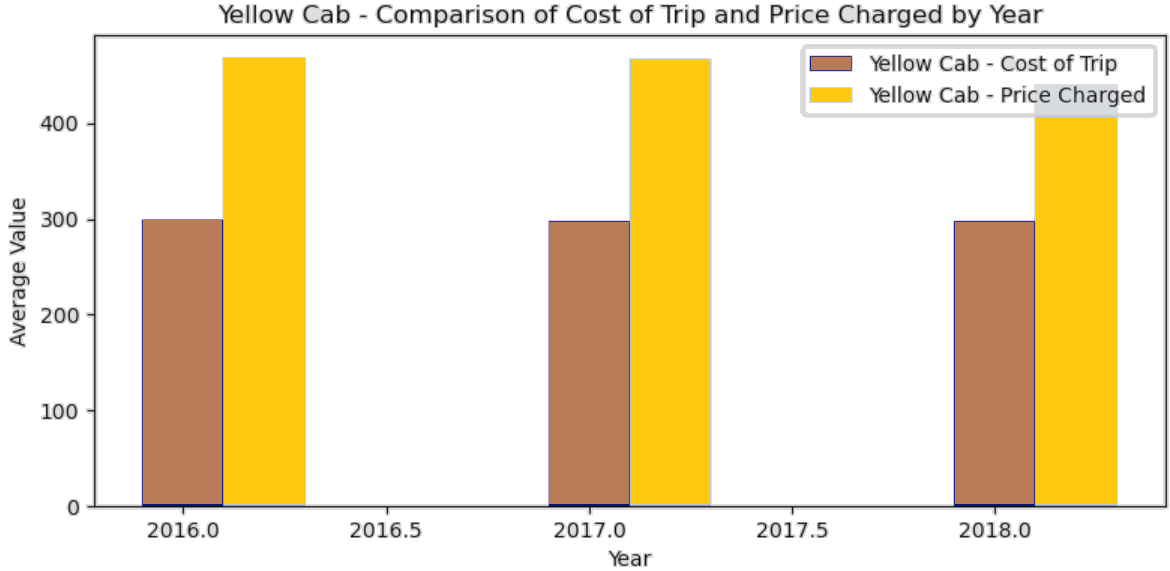 Yellow Cab - Comparison of Cost of Trip and Price Charged by Year
Yellow Cab - Cost of Trip
Yellow Cab - Price Charged
Average Value
400
300
200
100
0
2016.0 2016.5 2017.0 2017.5 2018.0
Year